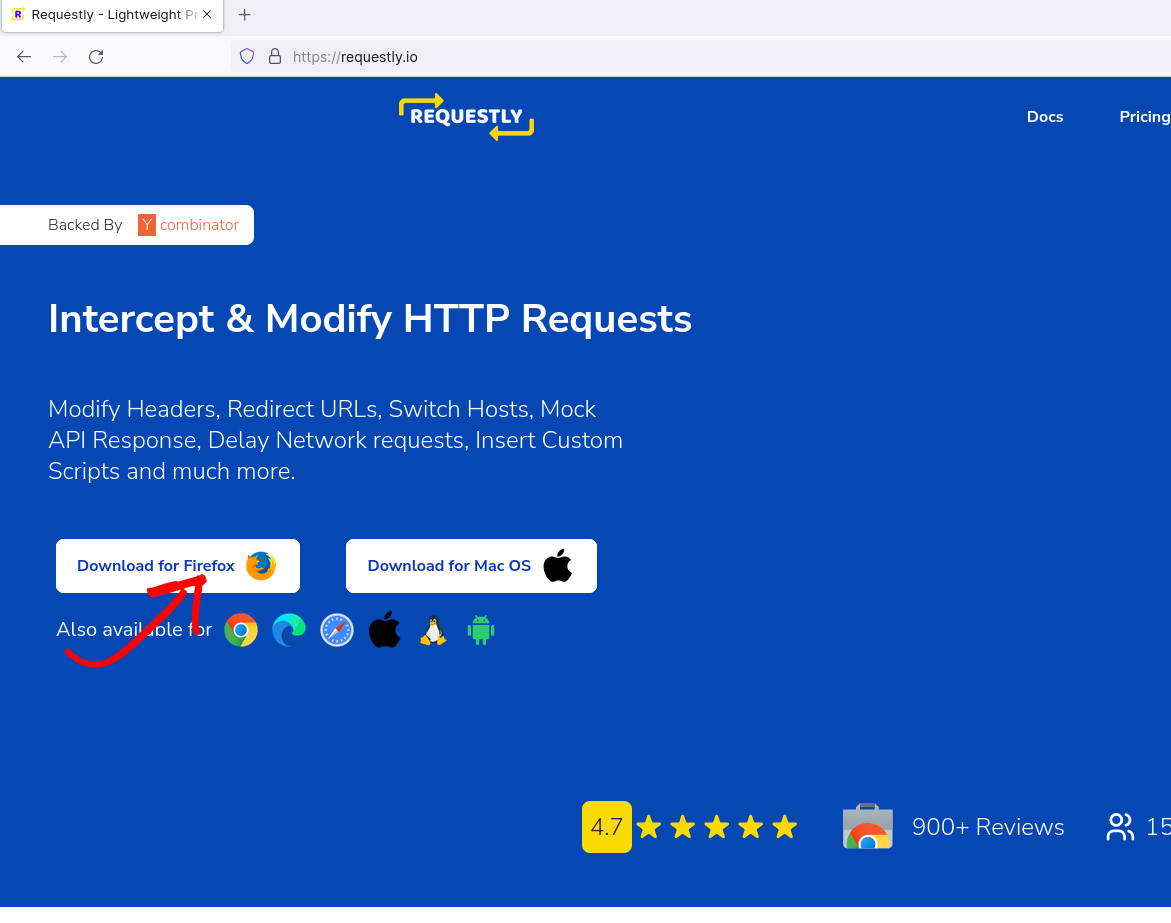 R Requestly - Lightweight Pr
https://requestly.io
REQUESTLY
Docs Pricing
Backed By Y combinator
Intercept & Modify HTTP Requests
Modify Headers, Redirect URLs, Switch Hosts, Mock
API Response, Delay Network requests, Insert Custom
Scripts and much more.
Download for Firefox Download for Mac OS
Also available for
4.7 900+ Reviews 15